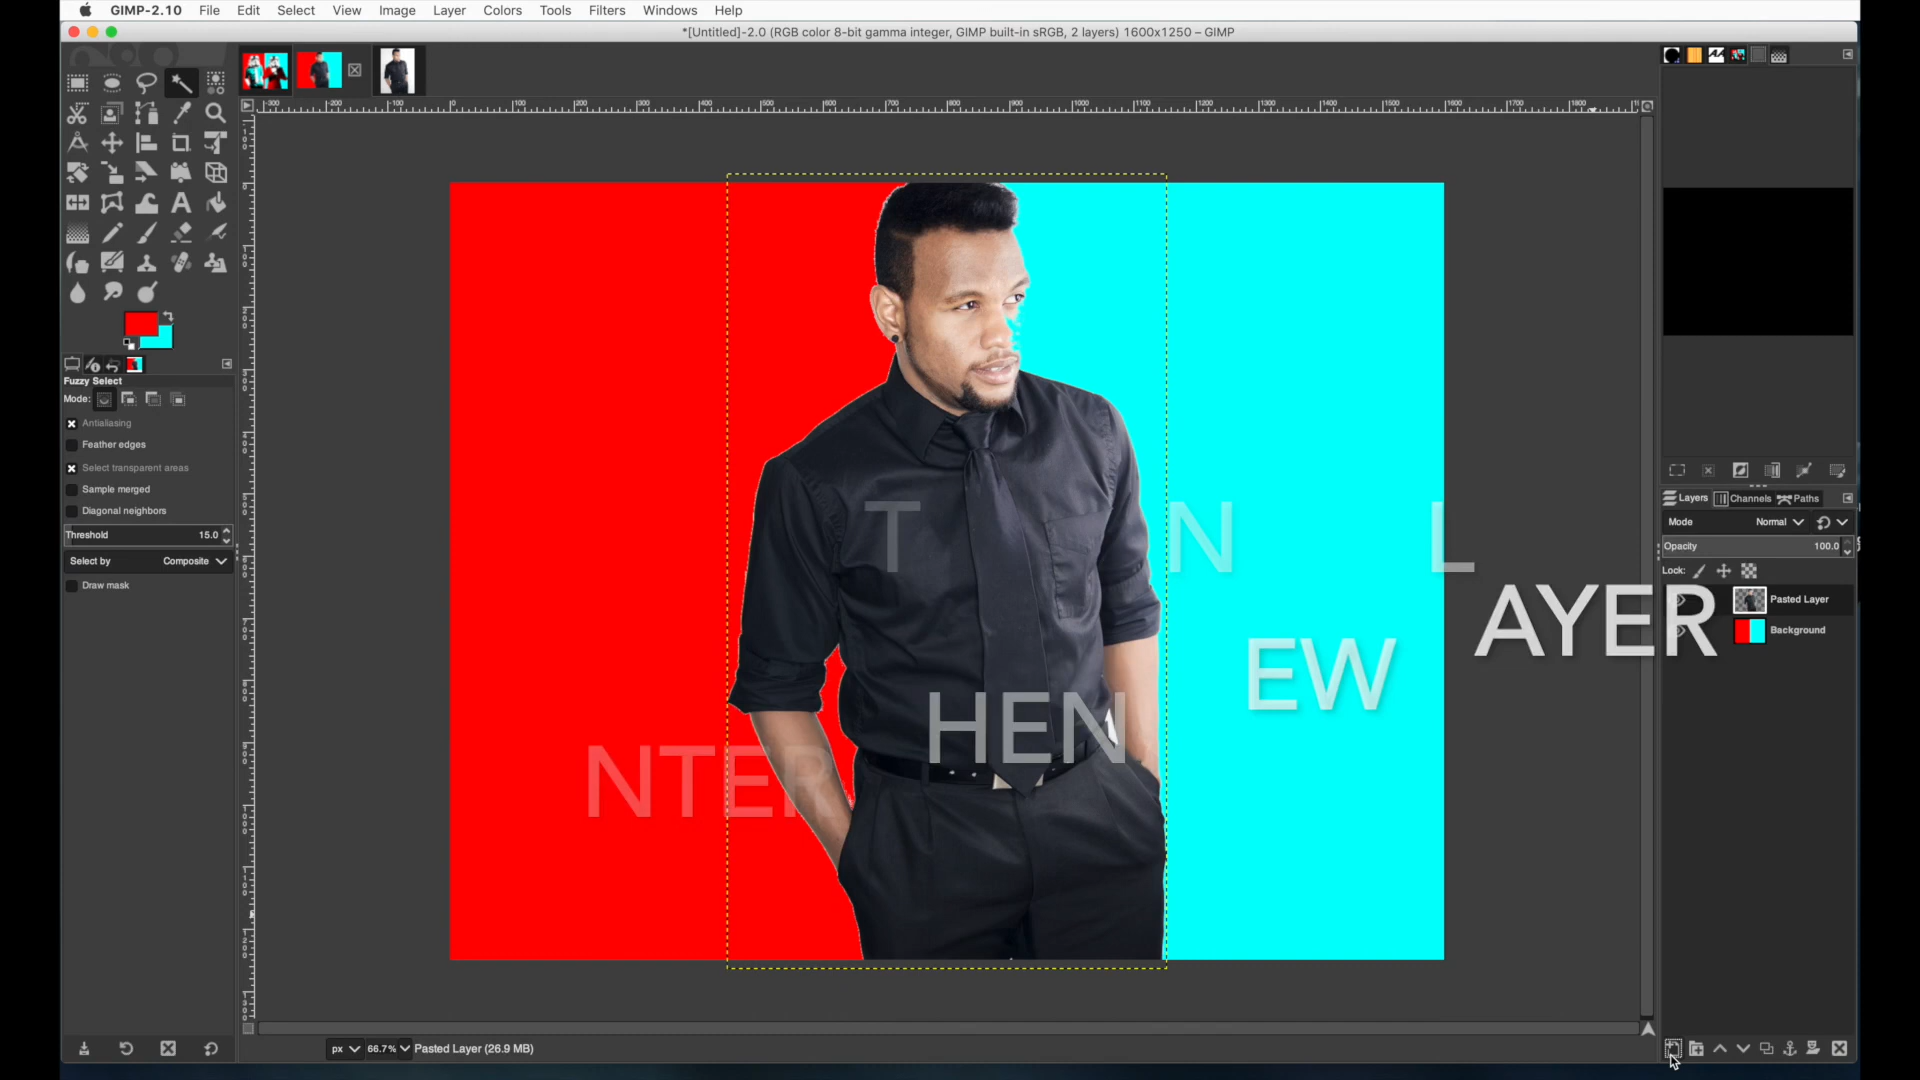 GIMP-2.10 File Edit Select View Image Layer Colors Tools Filters Windows Help
*[Untitled]-2.0 (RGB color 8-bit gamma integer, GIMP built-in sRGB, 2 layers) 1600x1250 – GIMP
Fuzzy Select
Mode:
Antialiasing
Feather edges
Select transparent areas
Sample merged
Diagonal neighbors
Threshold 15.0
Select by Composite
Draw mask
T N L
AYER
EW
HEN
NTER
Layers Channels Paths
Mode Normal
Opacity 100.0
Lock:
Pasted Layer
Background
px 66.7% Pasted Layer (26.9 MB)